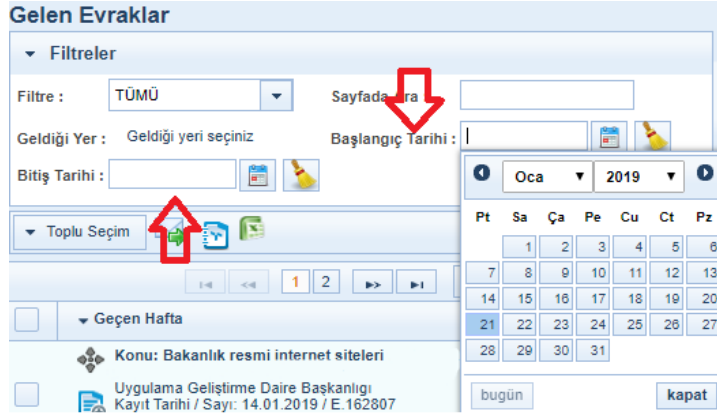 Gelen Evraklar
Filtreler
Filtre : TÜMÜ Sayfada Ara
Geldiği Yer : Geldiği yeri seçiniz Başlangıç Tarihi :
Bitiş Tarihi :
Oca 2019
Pt Sa Ça Pe Cu Ct Pz
1 2 3 4 5 6
7 8 9 10 11 12 13
14 15 16 17 18 19 20
21 22 23 24 25 26 27
28 29 30 31
bugün kapat
Toplu Seçim
1 2
Geçen Hafta
Konu: Bakanlık resmi internet siteleri
Uygulama Geliştirme Daire Başkanlıgı
Kayıt Tarihi / Sayı: 14.01.2019 / E.162807